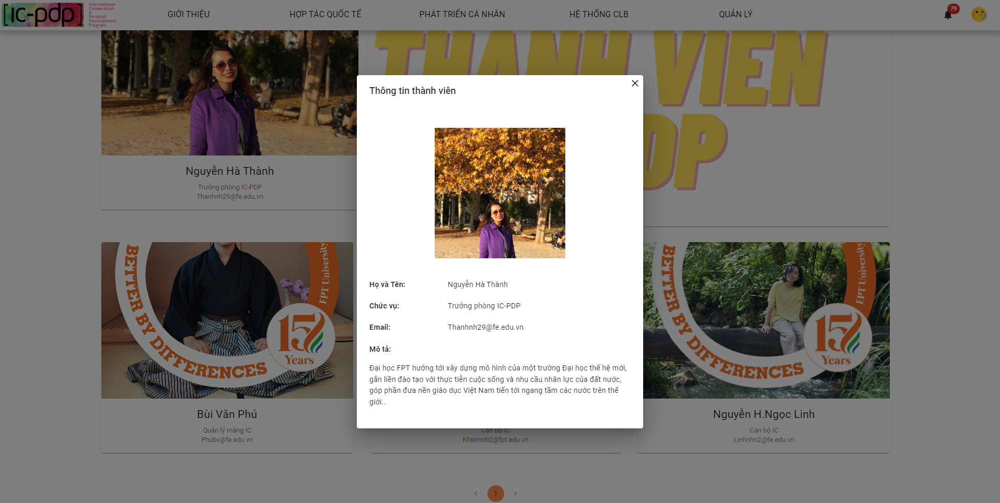 [ic-pdp]
International
Cooperation
&
Personal
Development
Program
GIỚI THIỆU
HỢP TÁC QUỐC TẾ
PHÁT TRIỂN CÁ NHÂN
HỆ THỐNG CLB
QUẢN LÝ
79
THÀNH VIÊN
DP
Nguyễn Hà Thành
Trưởng phòng IC-PDP
Thanhnh29@fe.edu.vn
Thông tin thành viên
Họ và Tên: Nguyễn Hà Thành
Chức vụ: Trưởng phòng IC-PDP
Email: Thanhnh29@fe.edu.vn
Mô tả:
Đại học FPT hướng tới xây dựng mô hình của một trường Đại học thế hệ mới,
gắn liền đào tạo với thực tiễn cuộc sống và nhu cầu nhân lực của đất nước,
góp phần đưa nền giáo dục Việt Nam tiến tới ngang tầm các nước trên thế
giới..
BETTER BY DIFFERENCES
FPT University
15
Years
Bùi Văn Phú
Quản lý mảng IC
Phubv@fe.edu.vn
Cán bộ IC
Khiemnb2@fpt.edu.vn
BETTER BY DIFFERENCES
FPT University
15
Years
Nguyễn H.Ngọc Linh
Cán bộ IC
Linhnhn2@fe.edu.vn
1